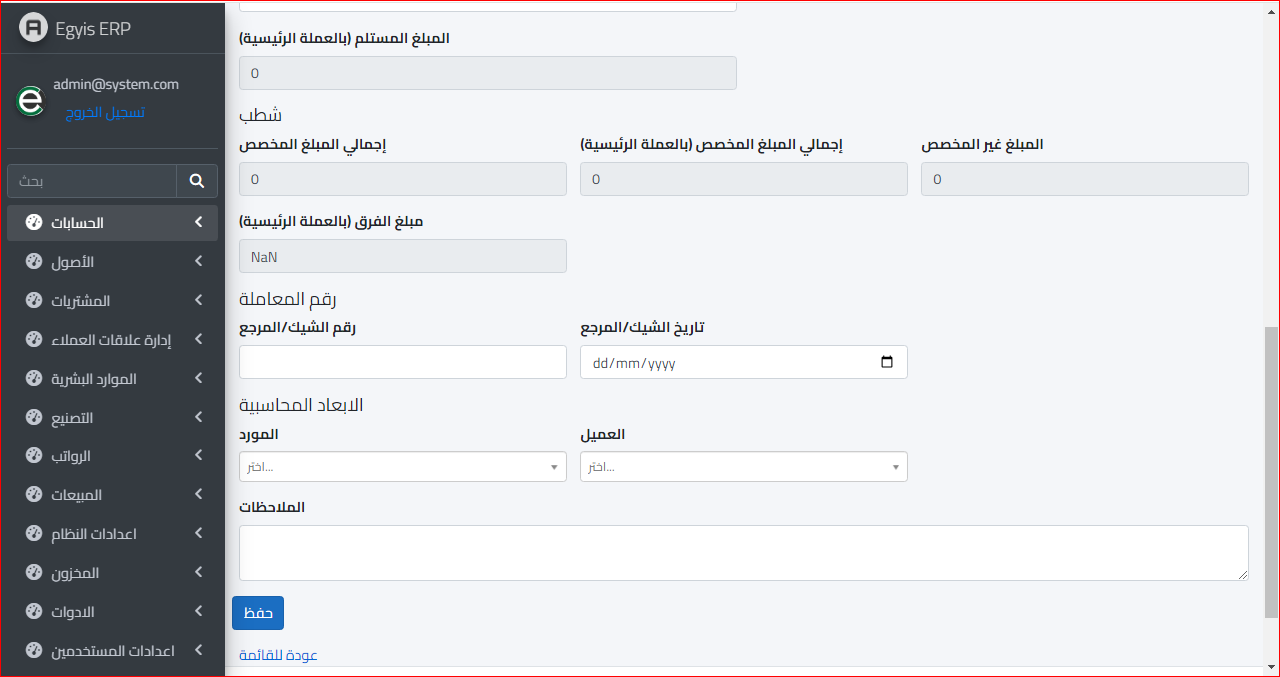 Egyis ERP
admin@system.com
تسجيل الخروج
بحث
الحسابات
الأصول
المشتريات
إدارة علاقات العملاء
الموارد البشرية
التصنيع
الرواتب
المبيعات
اعدادات النظام
المخزون
الادوات
اعدادات المستخدمين
المبلغ المستلم (بالعملة الرئيسية)
0
شطب
إجمالي المبلغ المخصص
إجمالي المبلغ المخصص (بالعملة الرئيسية)
المبلغ غير المخصص
0
0
0
مبلغ الفرق (بالعملة الرئيسية)
NaN
رقم المعاملة
رقم الشيك/المرجع
تاريخ الشيك/المرجع
dd/mm/yyyy
الابعاد المحاسبية
المورد
العميل
اختر...
اختر...
الملاحظات
حفظ
عودة للقائمة